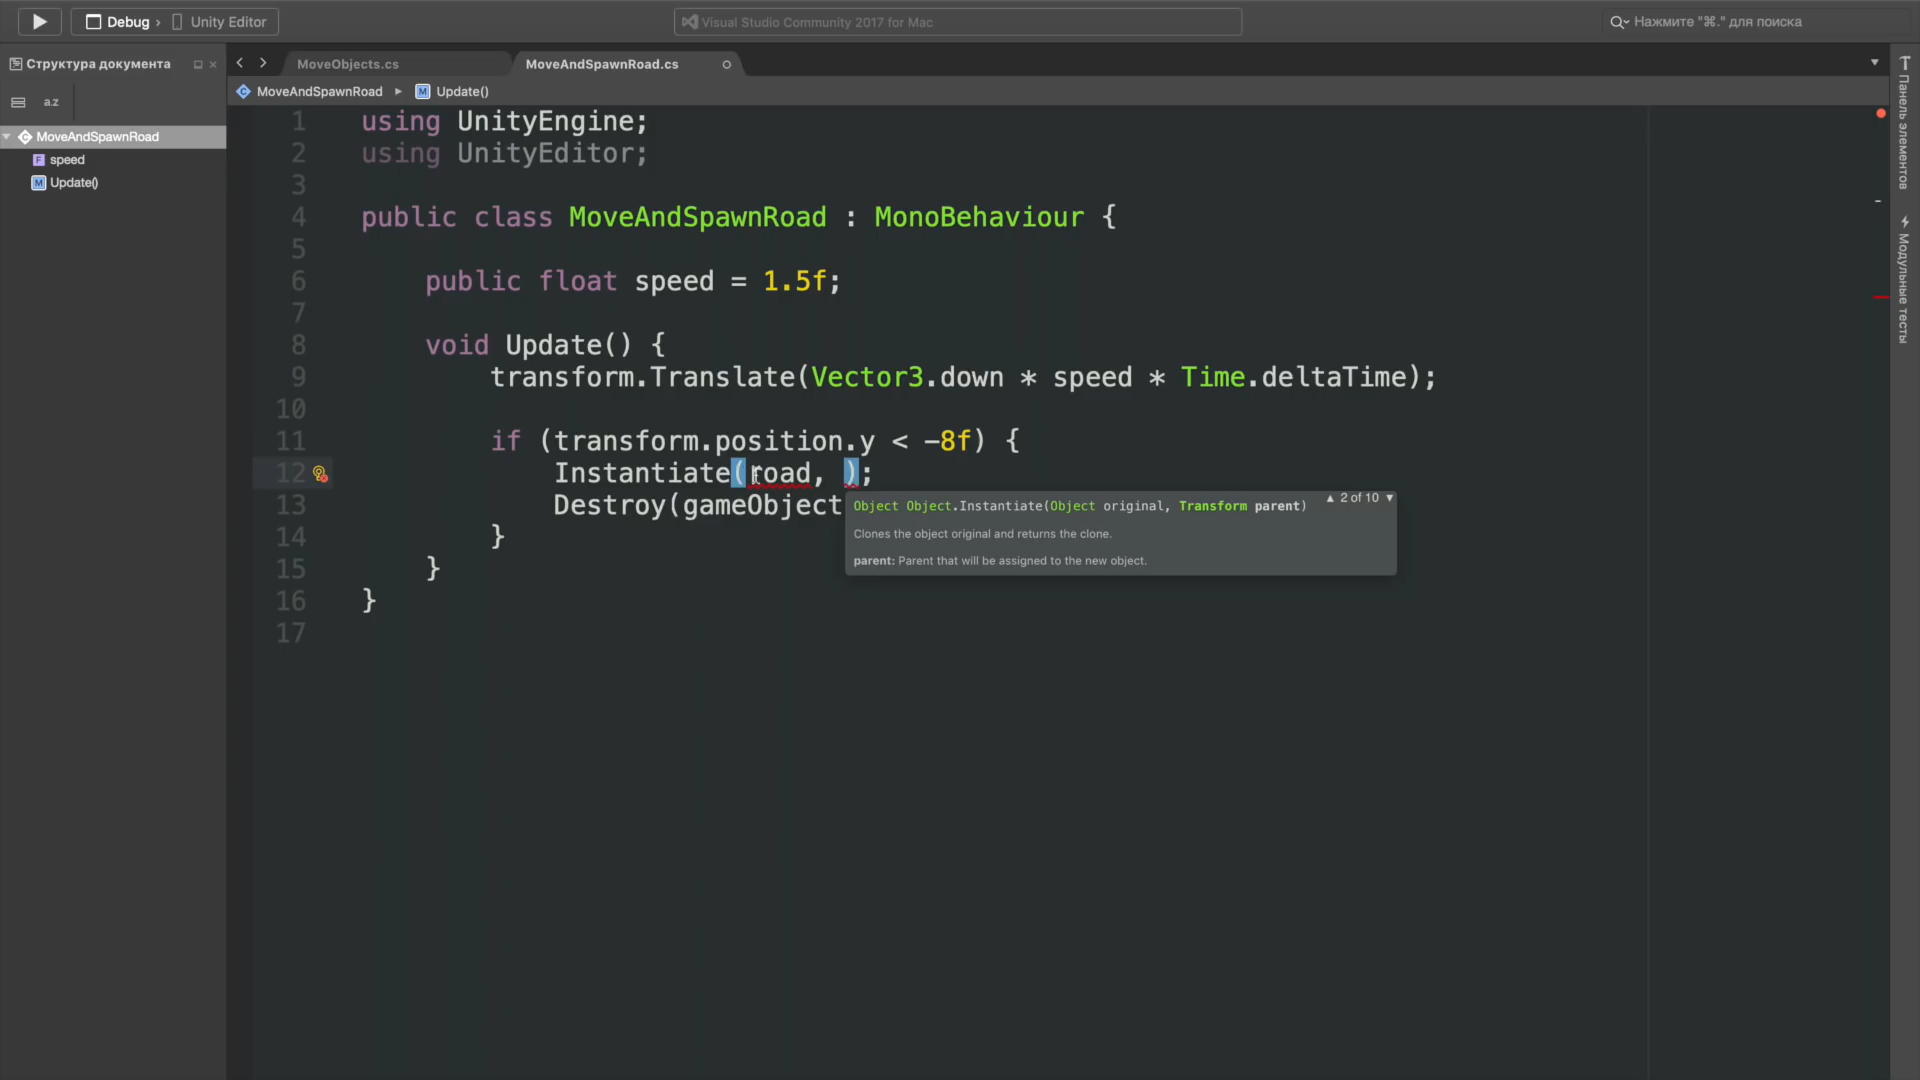 Debug › Unity Editor
Visual Studio Community 2017 for Mac
Нажмите "⌘." для поиска
Структура документа
MoveObjects.cs
MoveAndSpawnRoad.cs
a.z
MoveAndSpawnRoad ▸ M Update()
MoveAndSpawnRoad
F speed
M Update()
1 using UnityEngine;
2 using UnityEditor;
3
4 public class MoveAndSpawnRoad : MonoBehaviour {
5
6 public float speed = 1.5f;
7
8 void Update() {
9 transform.Translate(Vector3.down * speed * Time.deltaTime);
10
11 if (transform.position.y < -8f) {
12 Instantiate(road, );
13 Destroy(gameObject
14 }
15 }
16 }
17
Object Object.Instantiate(Object original, Transform parent)
▲ 2 of 10 ▼
Clones the object original and returns the clone.
parent: Parent that will be assigned to the new object.
Панель элементов
Модульные тесты